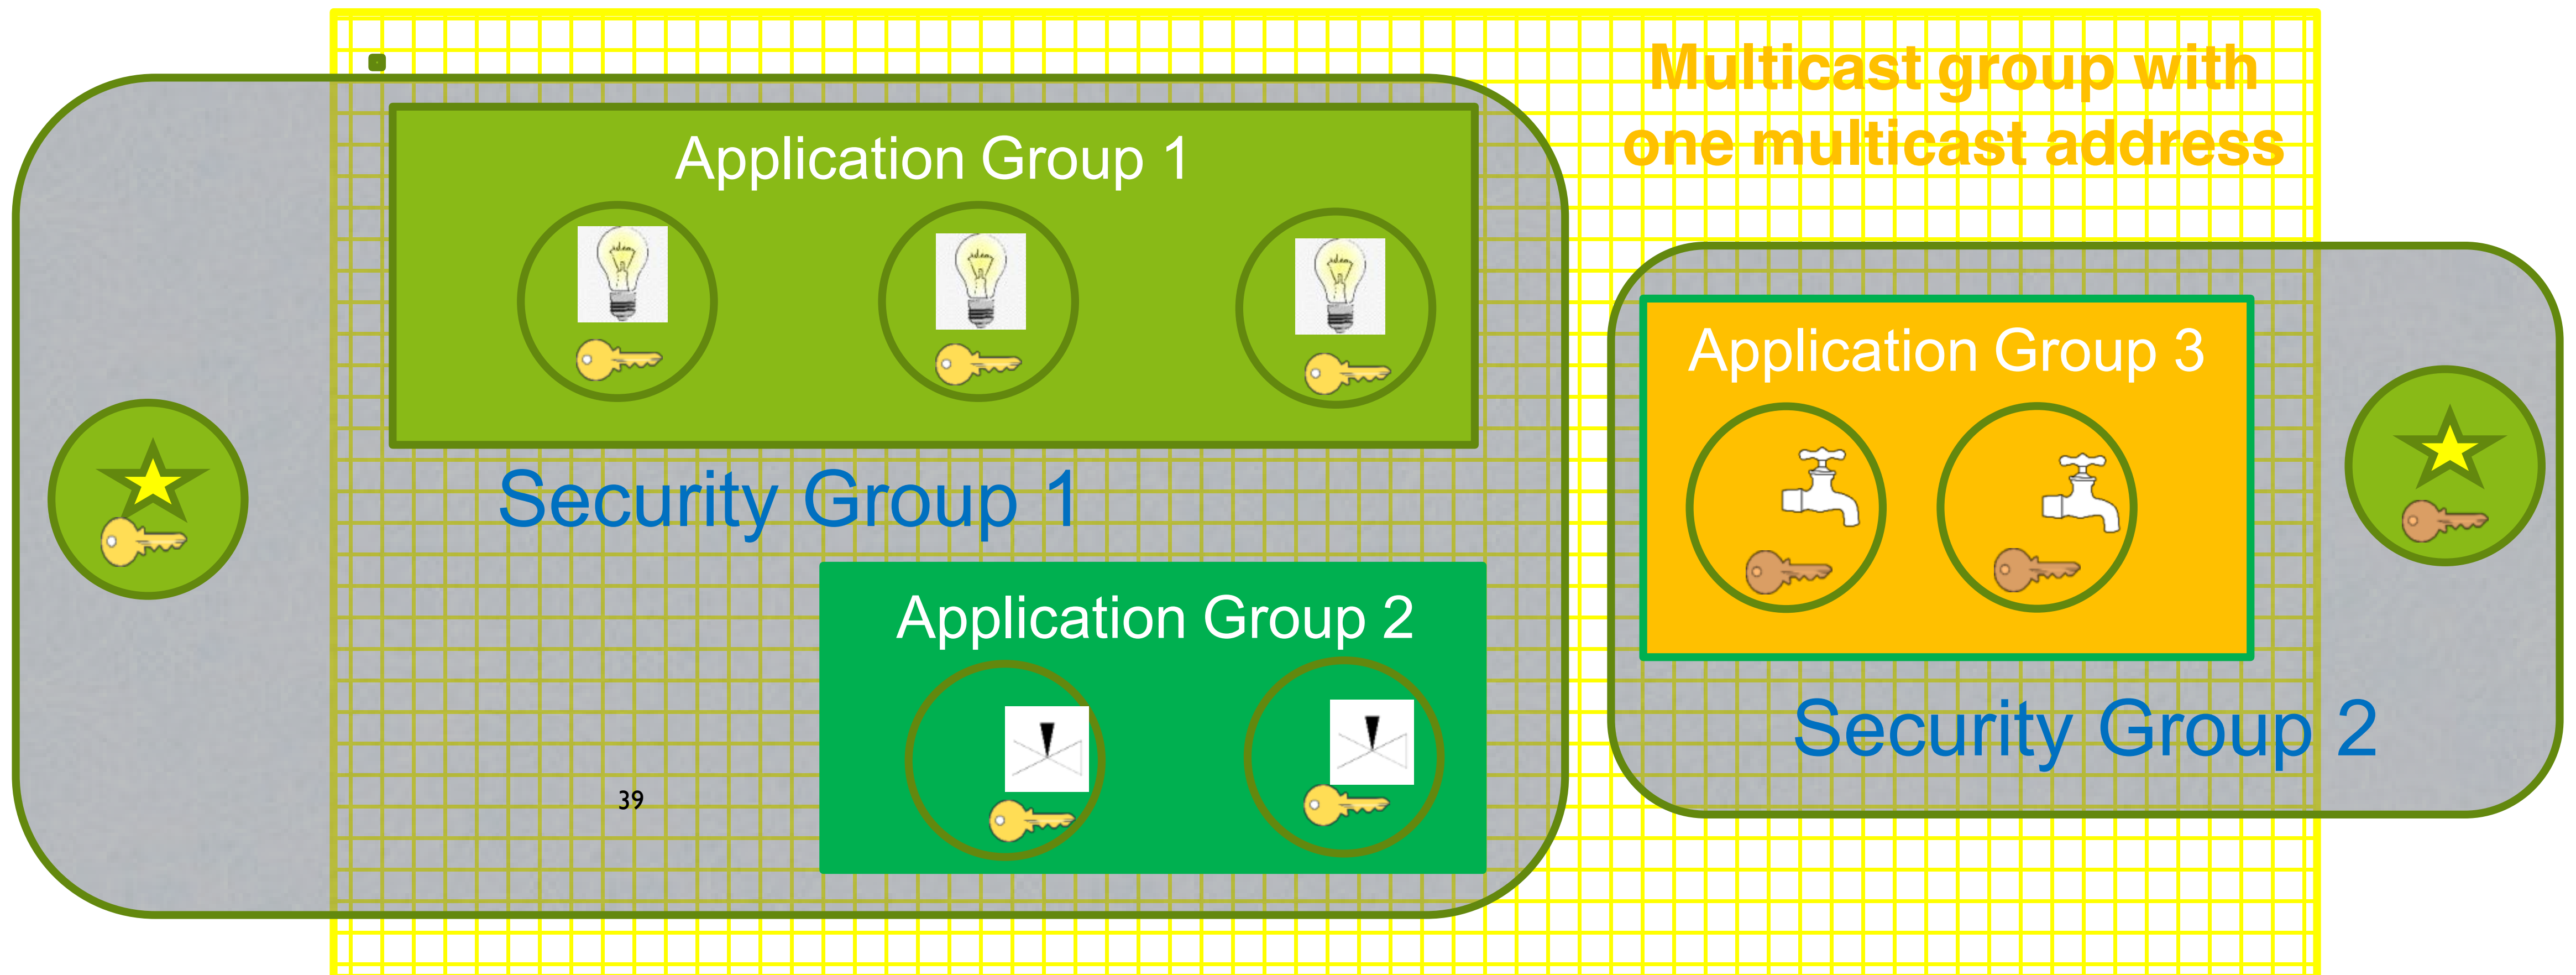 Multicast group with
one multicast address
Application Group 1
Security Group 1
Application Group 2
39
Application Group 3
Security Group 2